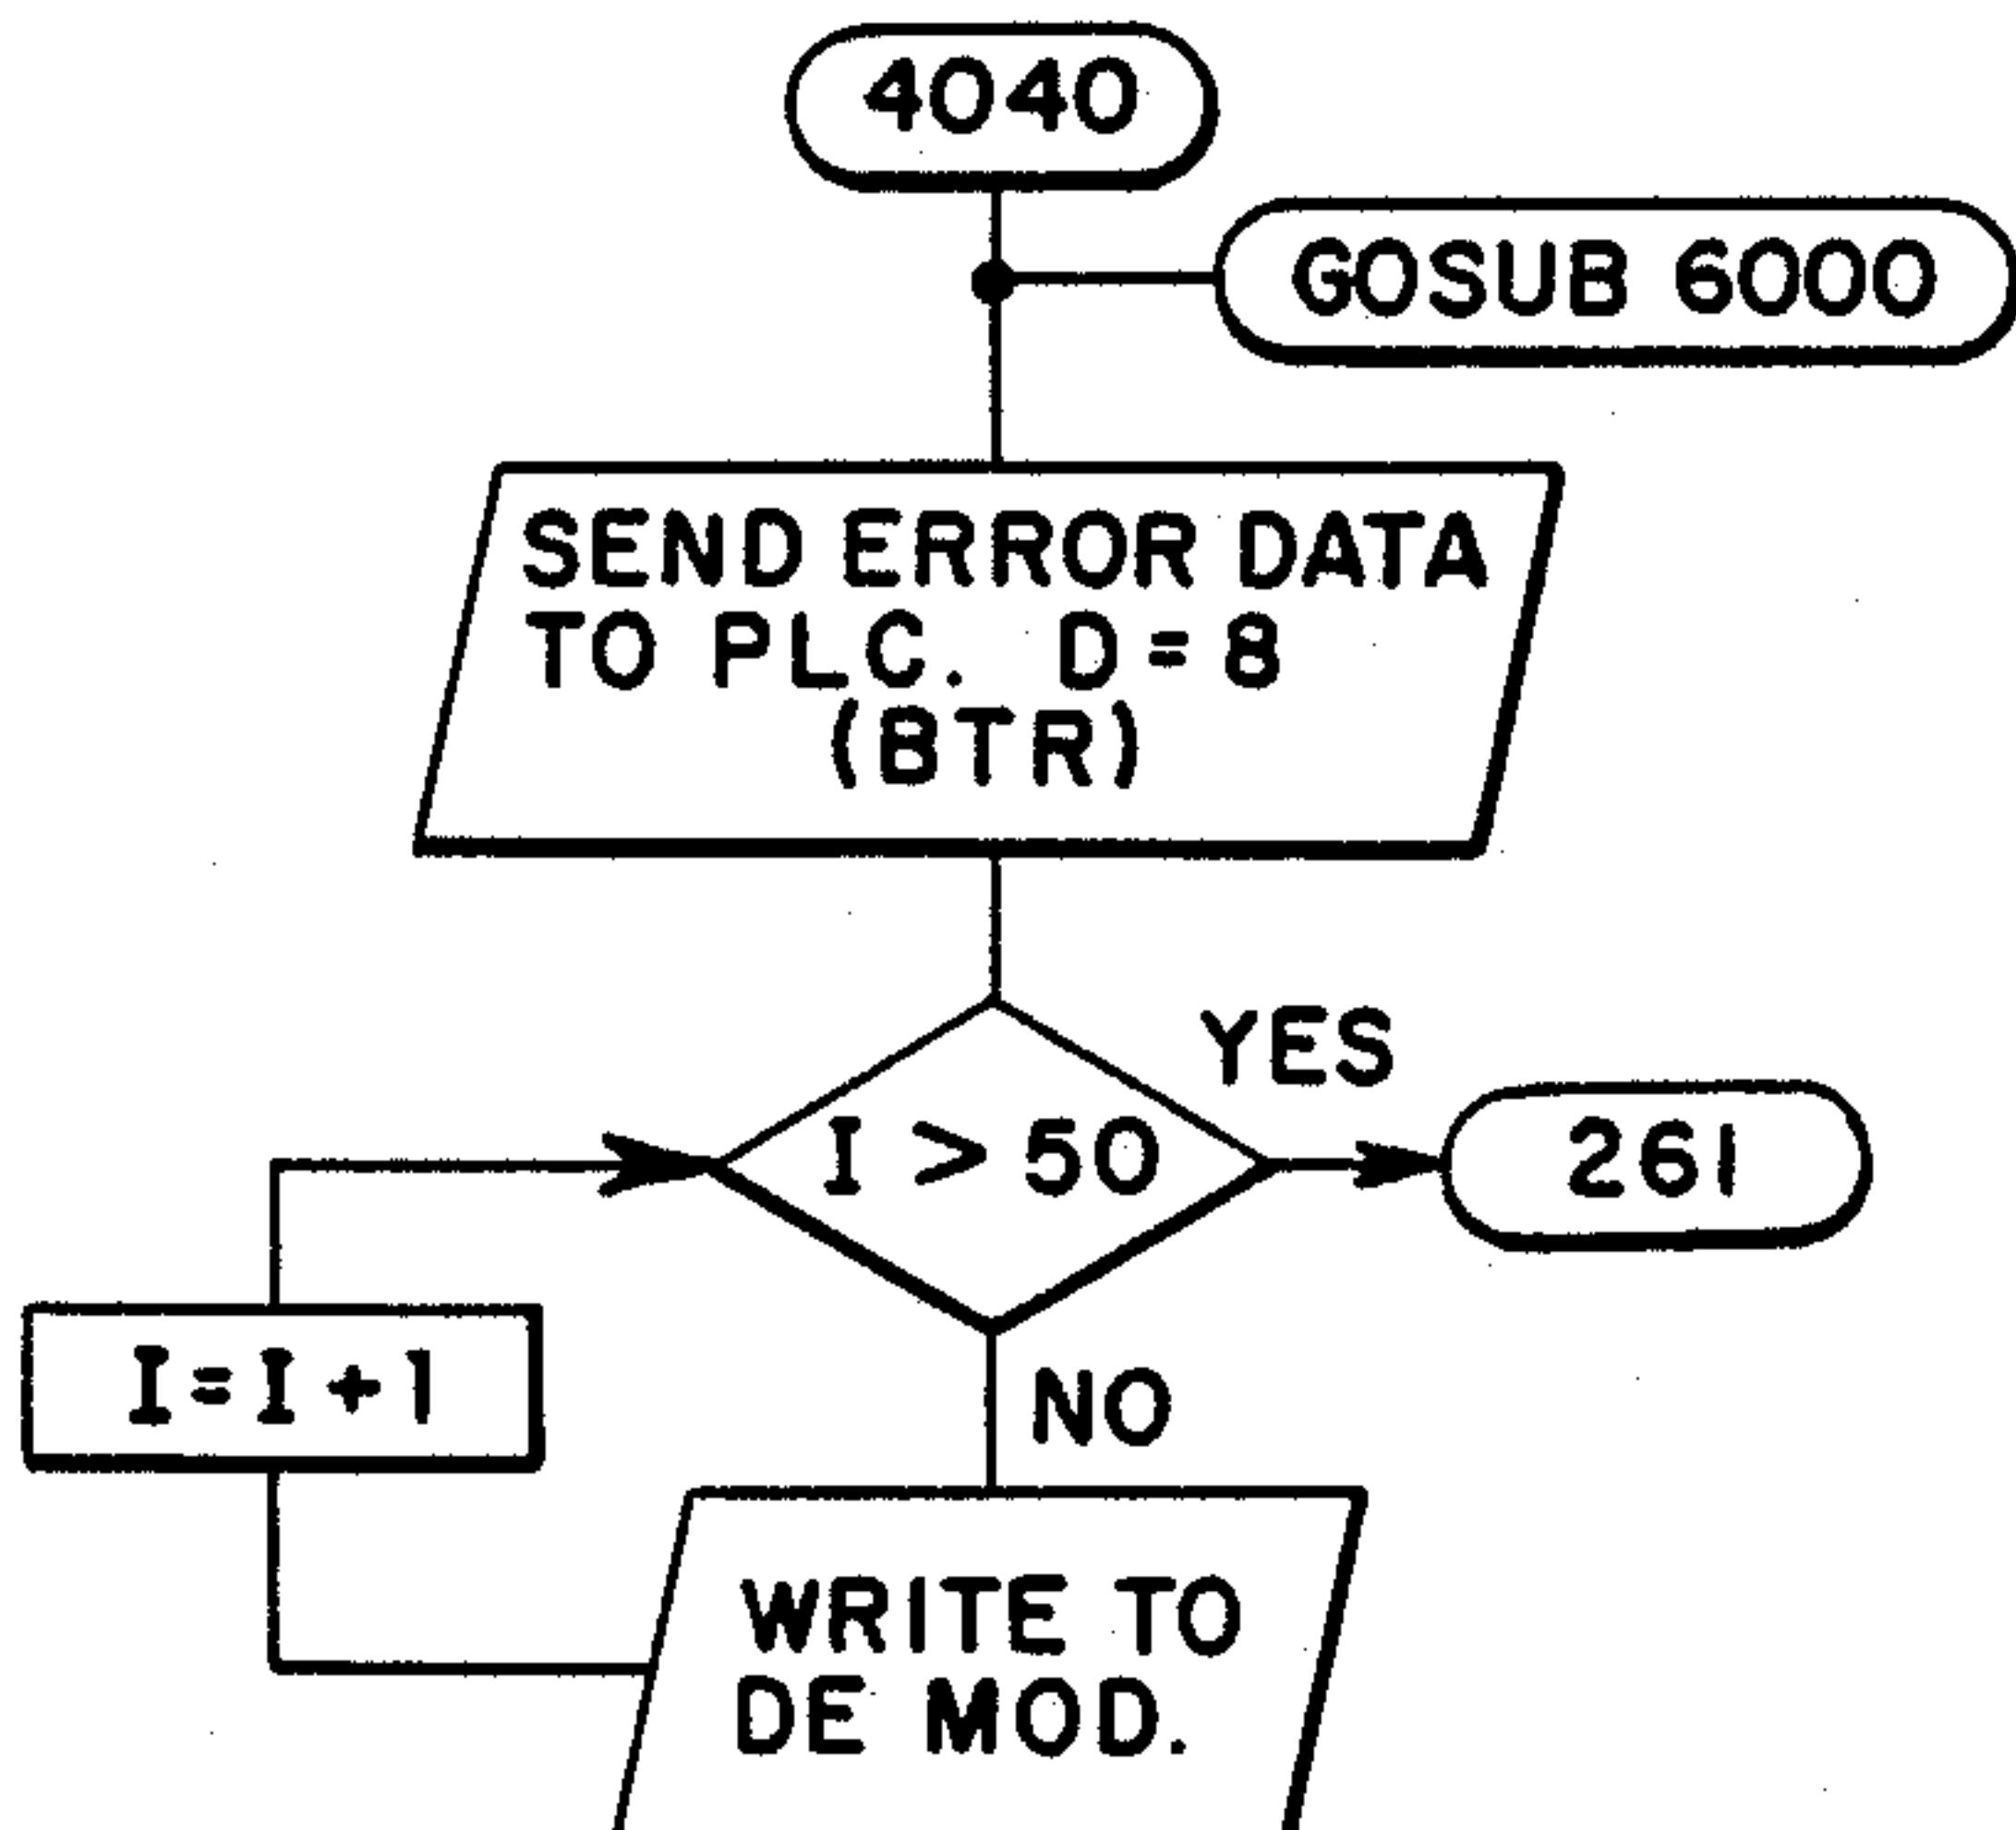 4040
GOSUB 6000
SEND ERROR DATA
TO PLC. D=8
(BTR)
YES
I > 50
261
I=I+1
NO
WRITE TO
DE MOD.